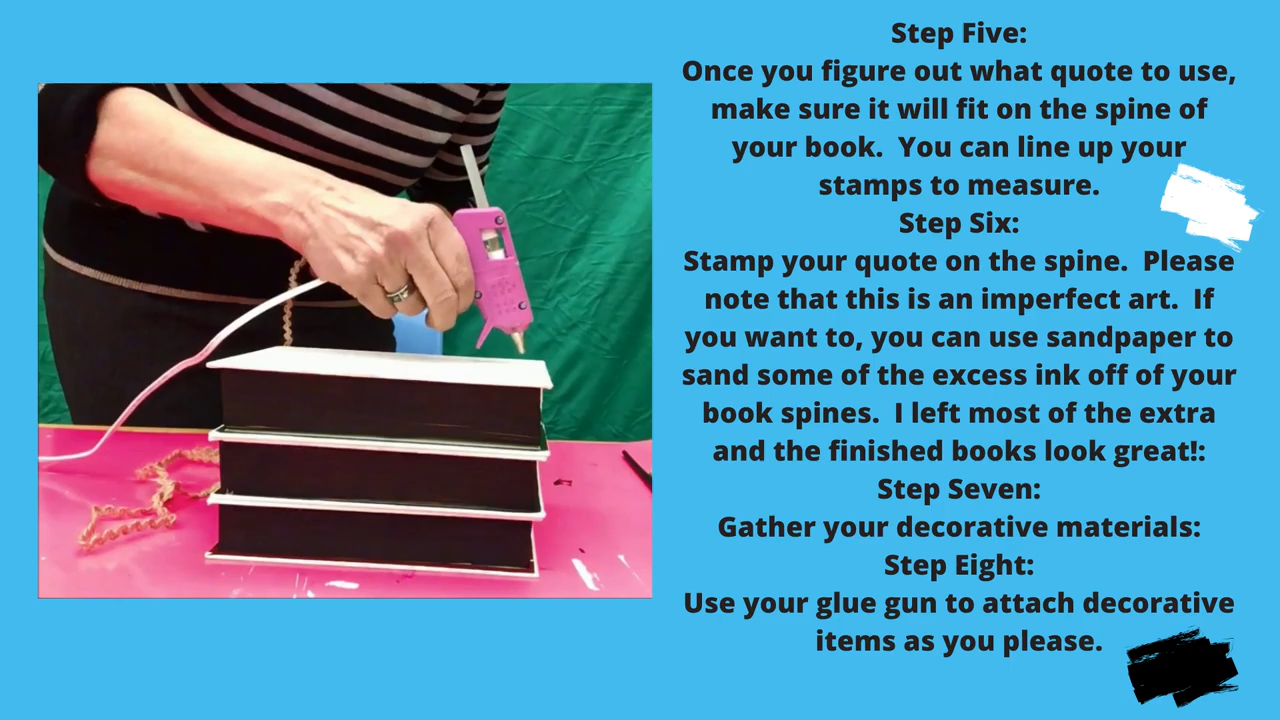 Step Five:
Once you figure out what quote to use,
make sure it will fit on the spine of
your book.  You can line up your
stamps to measure.
Step Six:
Stamp your quote on the spine.  Please
note that this is an imperfect art.  If
you want to, you can use sandpaper to
sand some of the excess ink off of your
book spines.  I left most of the extra
and the finished books look great!:
Step Seven:
Gather your decorative materials:
Step Eight:
Use your glue gun to attach decorative
items as you please.